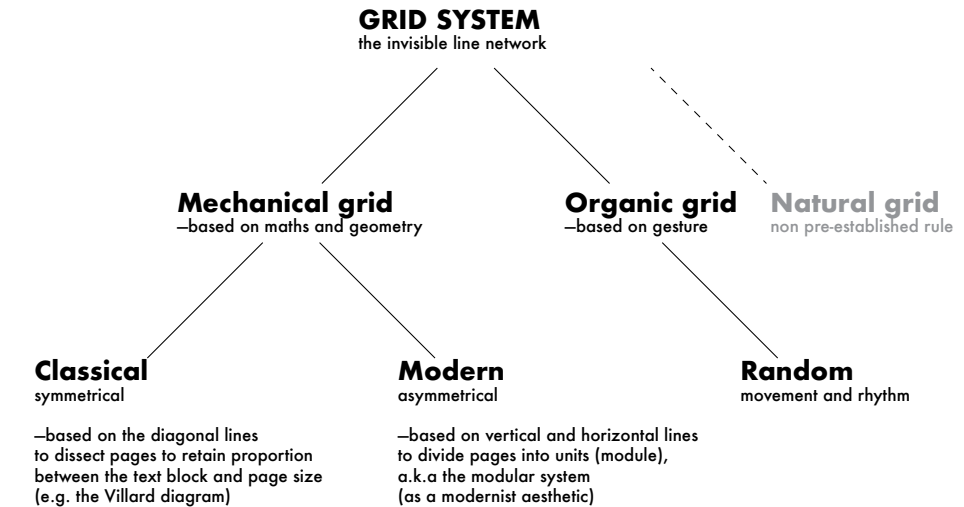 GRID SYSTEM
the invisible line network
Mechanical grid
—based on maths and geometry
Organic grid
—based on gesture
Natural grid
non pre-established rule
Classical
symmetrical
—based on the diagonal lines
to dissect pages to retain proportion
between the text block and page size
(e.g. the Villard diagram)
Modern
asymmetrical
—based on vertical and horizontal lines
to divide pages into units (module),
a.k.a the modular system
(as a modernist aesthetic)
Random
movement and rhythm